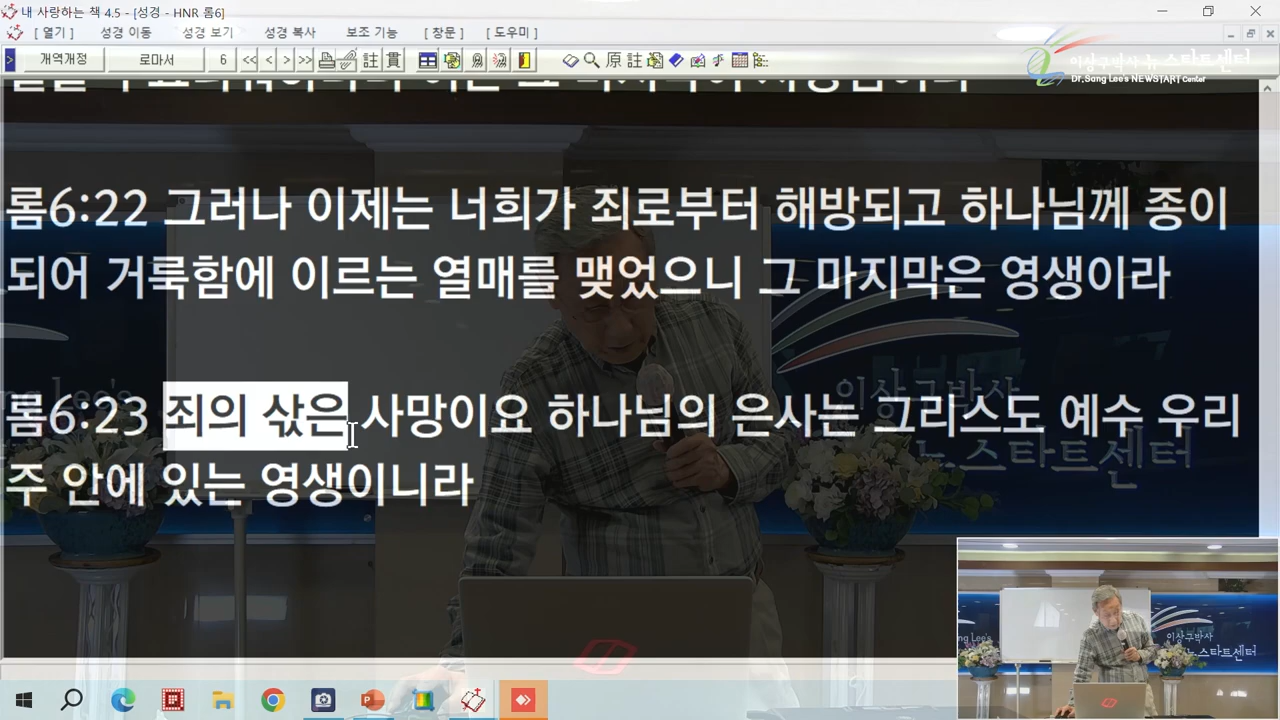 내 사랑하는 책 4.5 - [성경 - HNR 롬6]
[ 열기 ] 성경 이동 성경 보기 성경 복사 보조 기능 [ 창문 ] [ 도우미 ]
개역개정 로마서 6 << < > >> 註 貫 原 註
이상구박사 뉴 스타트센터
Dr.Sang Lee's NEWSTART Center
롬6:22 그러나 이제는 너희가 죄로부터 해방되고 하나님께 종이
되어 거룩함에 이르는 열매를 맺었으니 그 마지막은 영생이라
롬6:23 죄의 삯은 사망이요 하나님의 은사는 그리스도 예수 우리
주 안에 있는 영생이니라
ng Lee's
이상구박사
뉴 스타트센터
ng Lee's
이상구박사
뉴 스타트센터